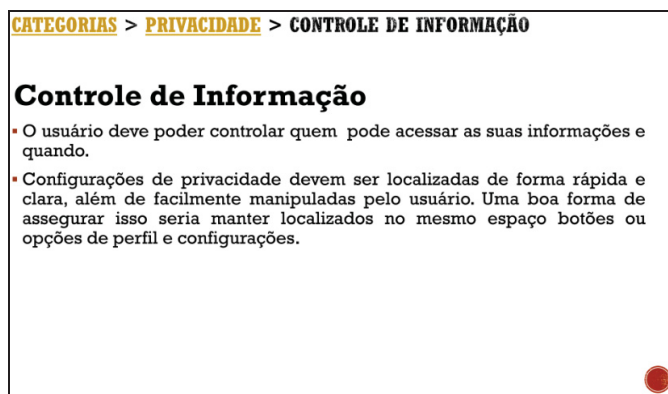 CATEGORIAS > PRIVACIDADE > CONTROLE DE INFORMAÇÃO
Controle de Informação
▪ O usuário deve poder controlar quem pode acessar as suas informações e
quando.
▪ Configurações de privacidade devem ser localizadas de forma rápida e
clara, além de facilmente manipuladas pelo usuário. Uma boa forma de
assegurar isso seria manter localizados no mesmo espaço botões ou
opções de perfil e configurações.